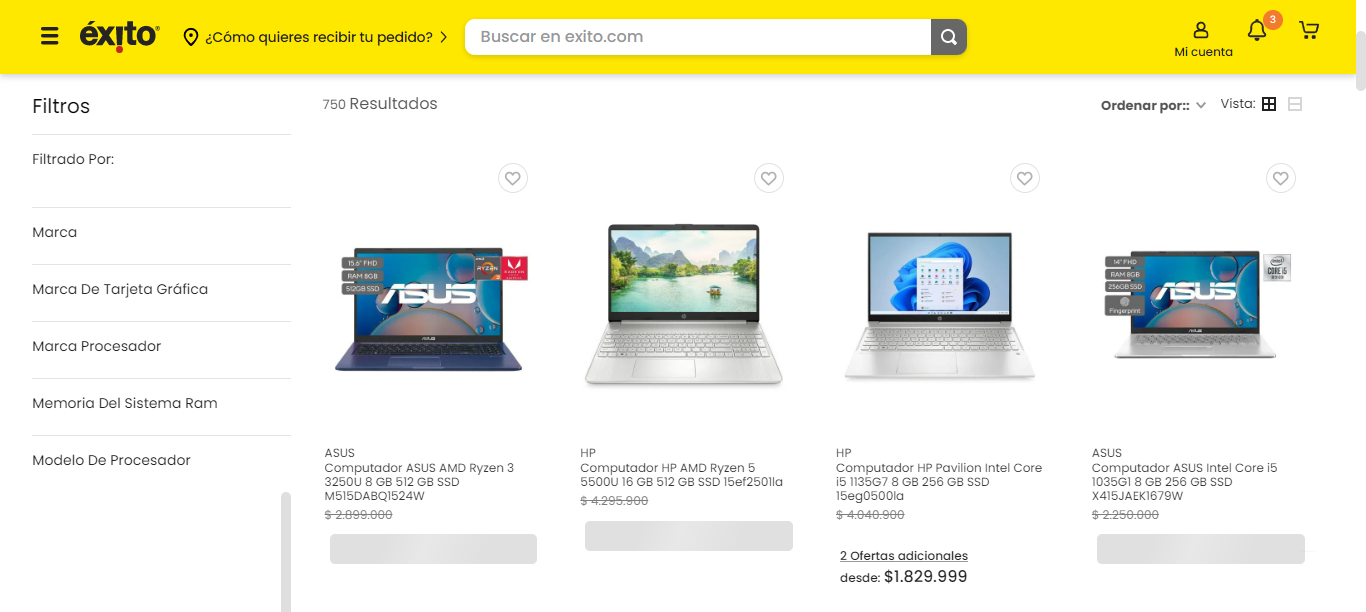 éxito
¿Cómo quieres recibir tu pedido?
Buscar en exito.com
Mi cuenta
3
Filtros
750 Resultados
Ordenar por::
Vista:
Filtrado Por:
Marca
Marca De Tarjeta Gráfica
Marca Procesador
Memoria Del Sistema Ram
Modelo De Procesador
15.6" FHD
RAM 8GB
512GB SSD
AMD
RYZEN
3
RADEON
ASUS
ASUS
14" FHD
RAM 8GB
256GB SSD
Fingerprint
intel
CORE i5
ASUS
ASUS
ASUS
Computador ASUS AMD Ryzen 3
3250U 8 GB 512 GB SSD
M515DABQ1524W
$ 2.899.000
HP
Computador HP AMD Ryzen 5
5500U 16 GB 512 GB SSD 15ef2501la
$ 4.295.900
HP
Computador HP Pavilion Intel Core
i5 1135G7 8 GB 256 GB SSD
15eg0500la
$ 4.040.900
2 Ofertas adicionales
desde: $1.829.999
ASUS
Computador ASUS Intel Core i5
1035G1 8 GB 256 GB SSD
X415JAEK1679W
$ 2.250.000